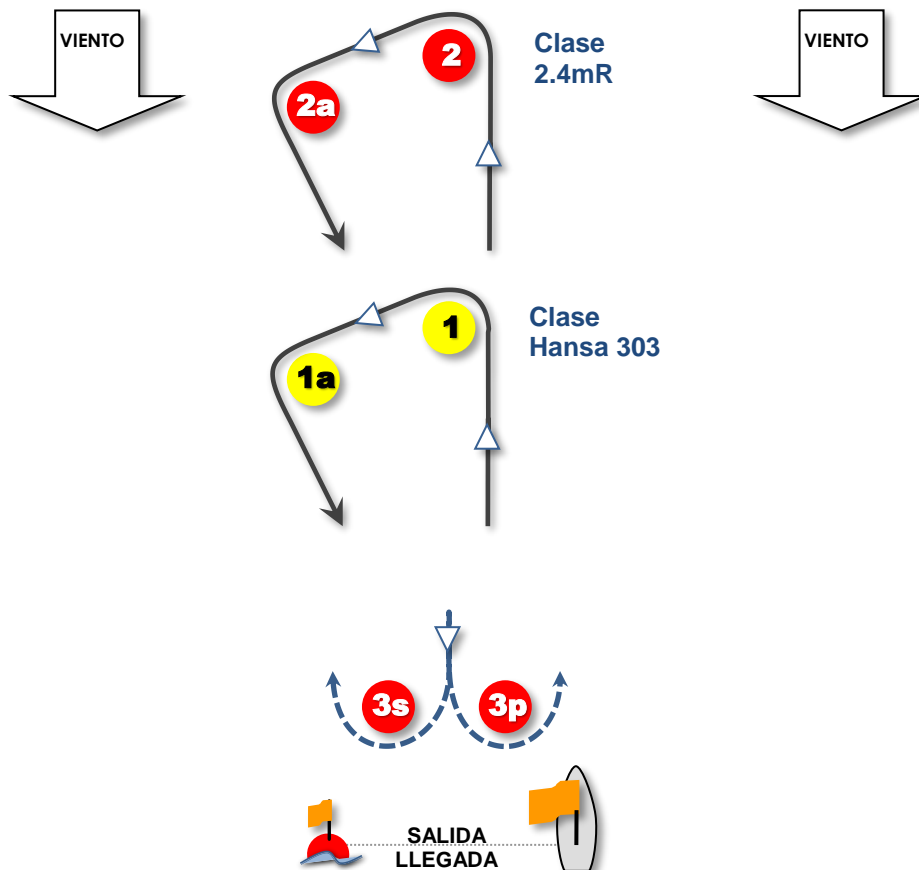 VIENTO
VIENTO
2
Clase
2.4mR
2a
1
Clase
Hansa 303
1a
3s
3p
SALIDA
LLEGADA